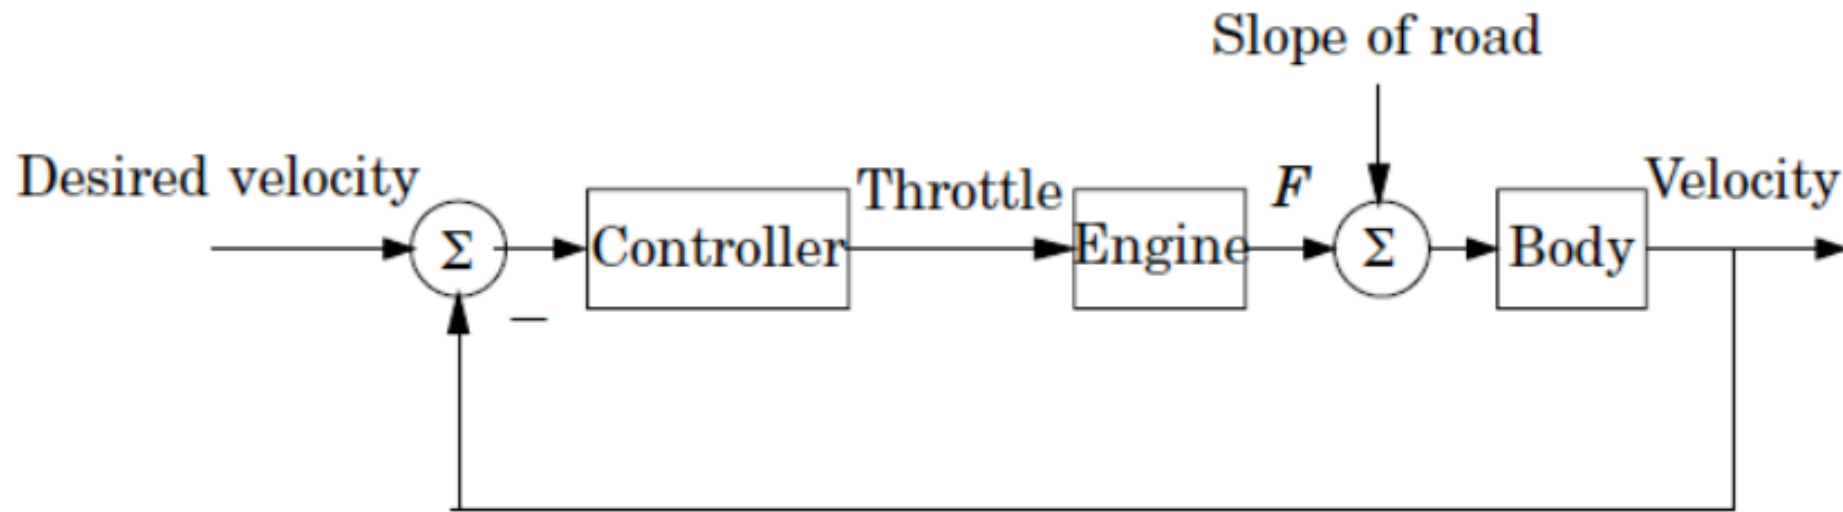 Slope of road
Desired velocity
Σ
Controller
Throttle
Engine
F
Σ
Body
Velocity
−